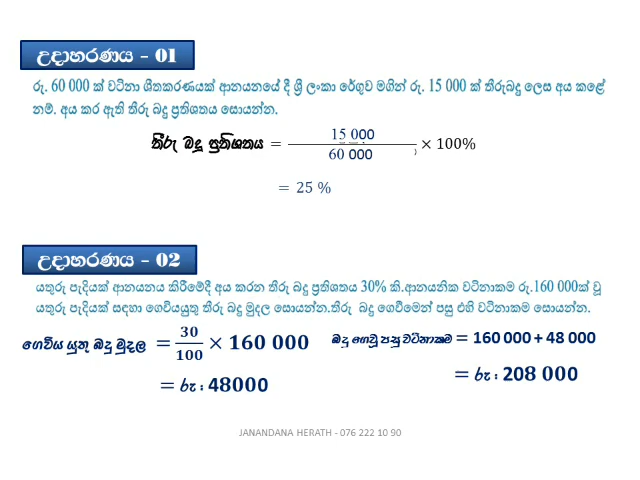 උදාහරණය - 01
රු. 60 000 ක් වටිනා ශීතකරණයක් ආනයනයේ දී ශ්‍රී ලංකා රේගුව මගින් රු. 15 000 ක් තීරුබදු ලෙස අය කළේ
නම්. අය කර ඇති තීරු බදු ප්‍රතිශතය සොයන්න.
තීරු බදු ප්‍රතිශතය = 15 000 / 60 000 × 100%
= 25 %
උදාහරණය - 02
යතුරු පැදියක් ආනයනය කිරීමේදී අය කරන තීරු බදු ප්‍රතිශතය 30% කි.ආනයනික වටිනාකම රු.160 000ක් වූ
යතුරු පැදියක් සඳහා ගෙවියයුතු තීරු බදු මුදල සොයන්න.තීරු බදු ගෙවීමෙන් පසු එහි වටිනාකම සොයන්න.
ගෙවිය යුතු බදු මුදල = 30/100 × 160 000
= රු : 48000
බදු ගෙවූ පසු වටිනාකම = 160 000 + 48 000
= රු : 208 000
JANANDANA HERATH - 076 222 10 90